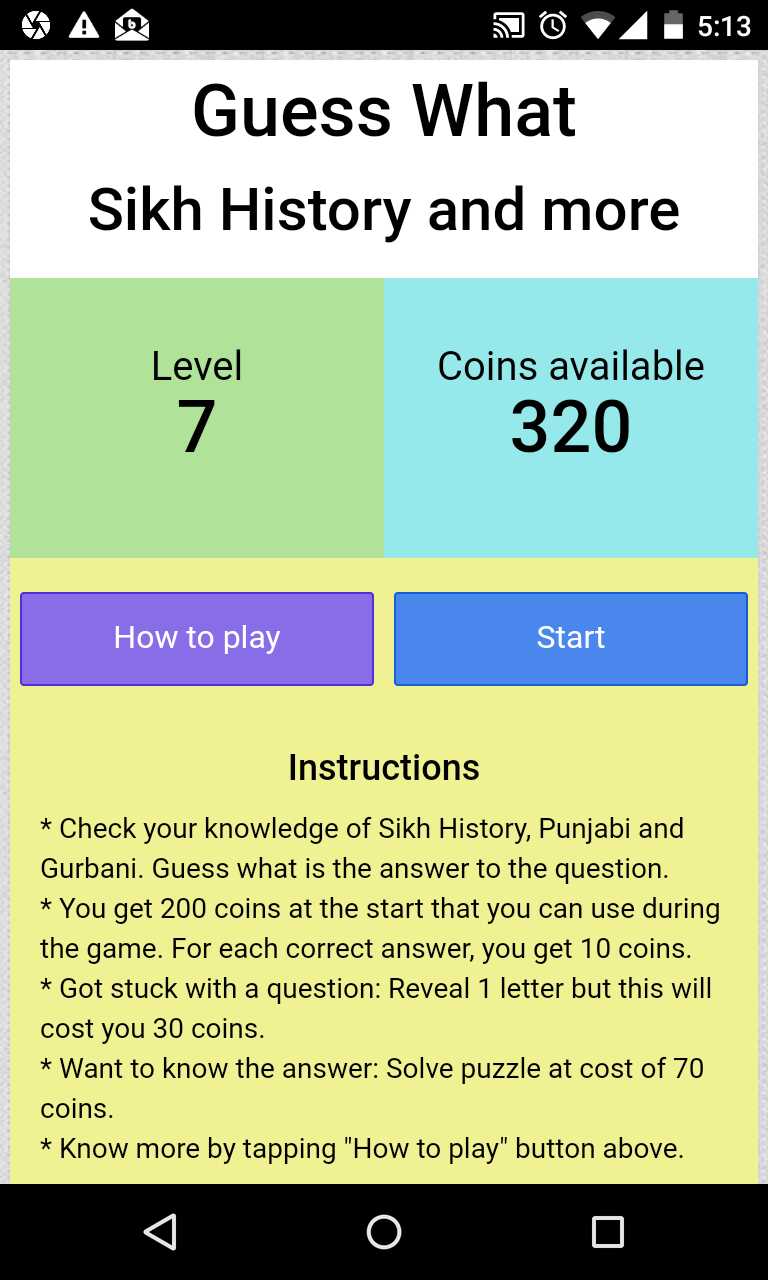 5:13
Guess What
Sikh History and more
Level
7
Coins available
320
How to play
Start
Instructions
* Check your knowledge of Sikh History, Punjabi and
Gurbani. Guess what is the answer to the question.
* You get 200 coins at the start that you can use during
the game. For each correct answer, you get 10 coins.
* Got stuck with a question: Reveal 1 letter but this will
cost you 30 coins.
* Want to know the answer: Solve puzzle at cost of 70
coins.
* Know more by tapping "How to play" button above.